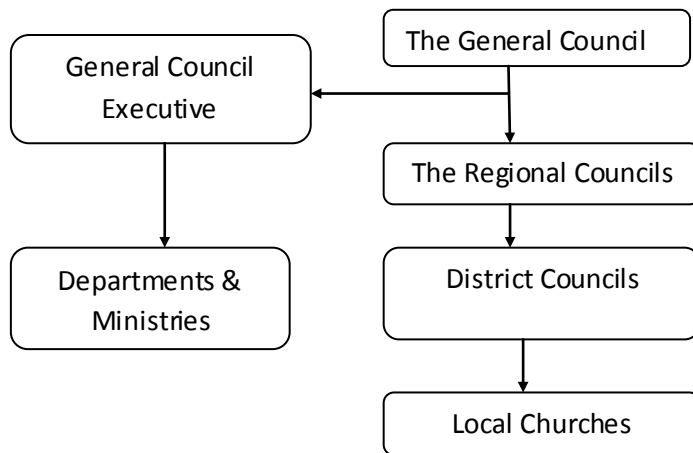 The General Council
General Council
Executive
The Regional Councils
Departments &
Ministries
District Councils
Local Churches